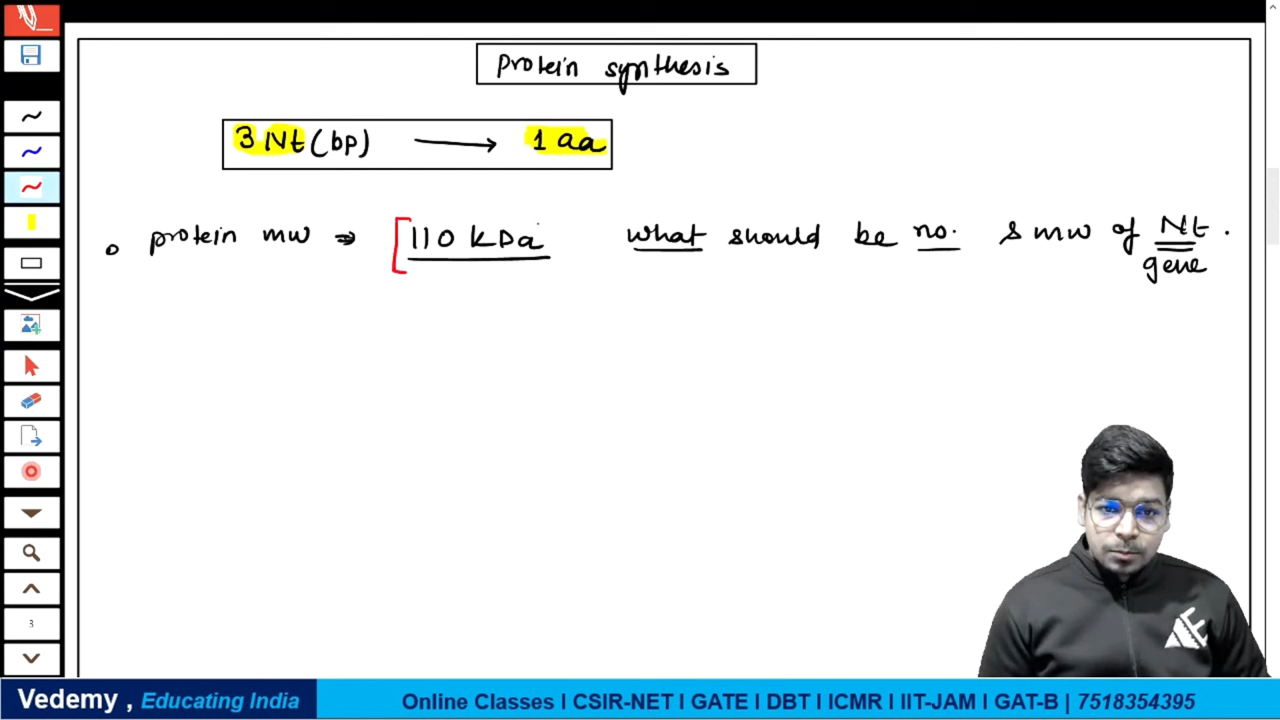 Protein synthesis
3 Nt (bp) → 1 aa
protein mw ⇒ [110 kDa what should be no. & mw of Nt.
gene
3
Vedemy , Educating India
Online Classes I CSIR-NET I GATE I DBT I ICMR I IIT-JAM I GAT-B | 7518354395